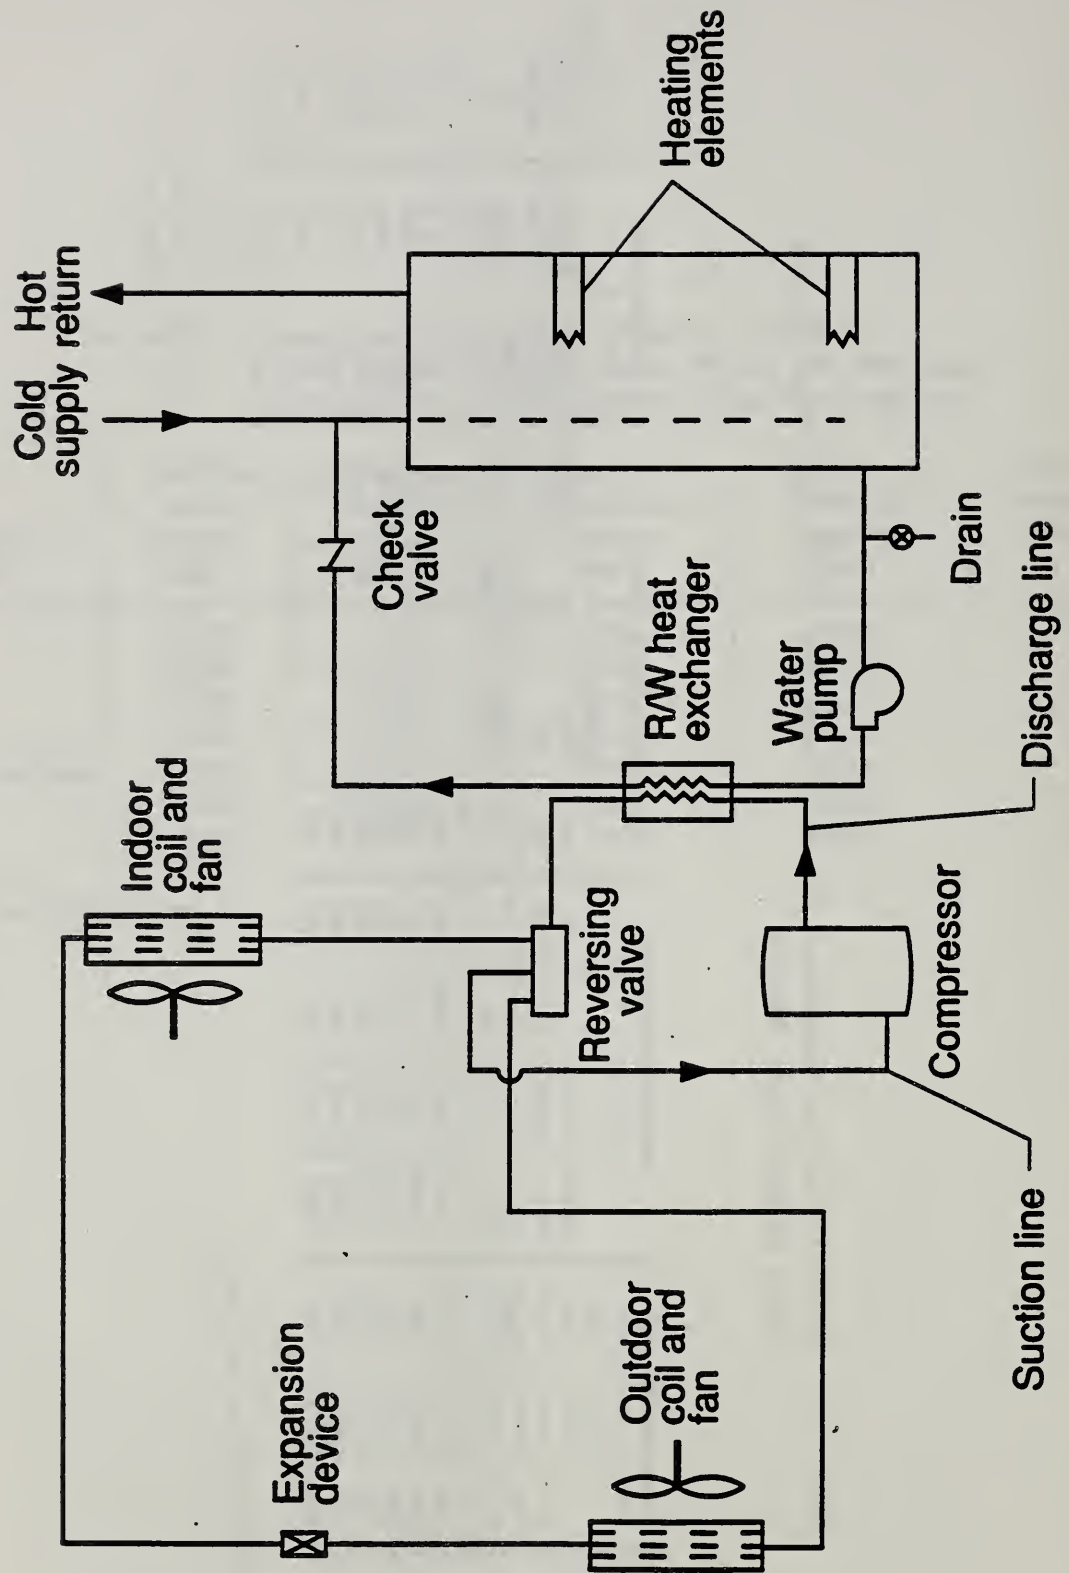 Cold Hot
supply return
Heating
elements
Check
valve
Indoor
coil and
fan
R/W heat
exchanger
Water
pump
Drain
Discharge line
Reversing
valve
Compressor
Suction line
Expansion
device
Outdoor
coil and
fan